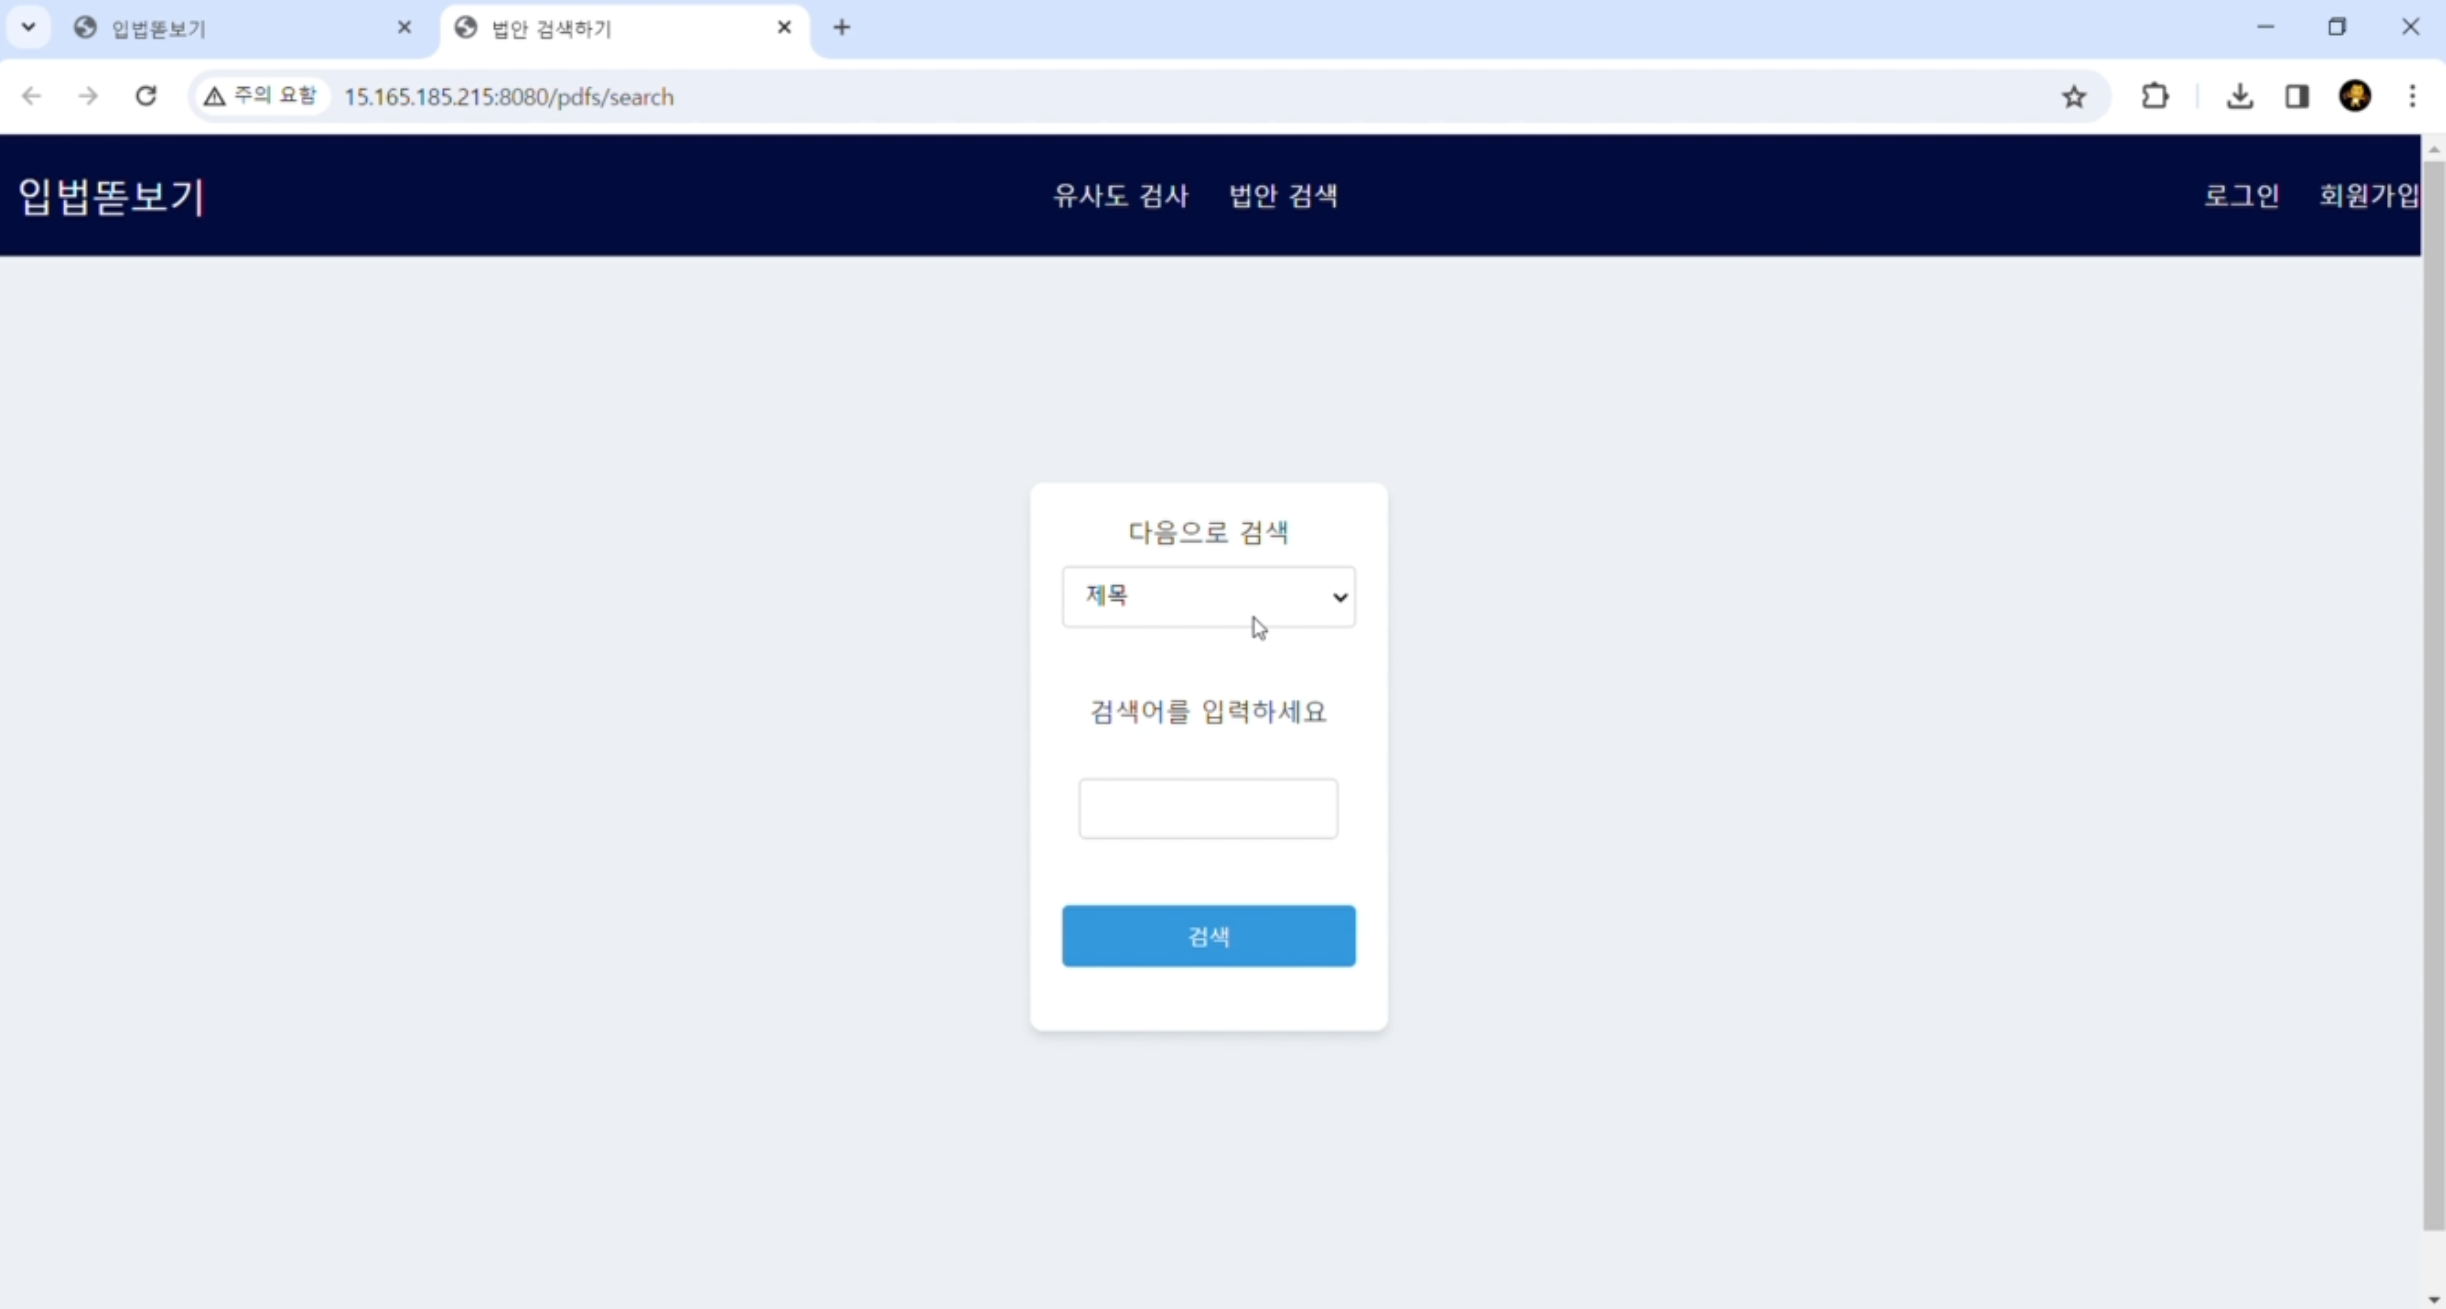 입법똗보기
법안 검색하기
주의 요함
15.165.185.215:8080/pdfs/search
입법똗보기
유사도 검사
법안 검색
로그인
회원가입
다음으로 검색
제목
검색어를 입력하세요
검색